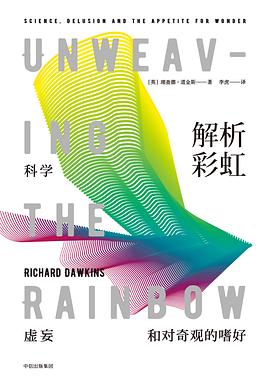 SCIENCE, DELUSION AND THE APPETITE FOR WONDER
UNWEAV-
[英] 理查德·道金斯——著 李虎——译
ING
解析
彩虹
科学
THE
RICHARD DAWKINS
RAINBOW
虚妄
和对奇观的嗜好
中信出版集团